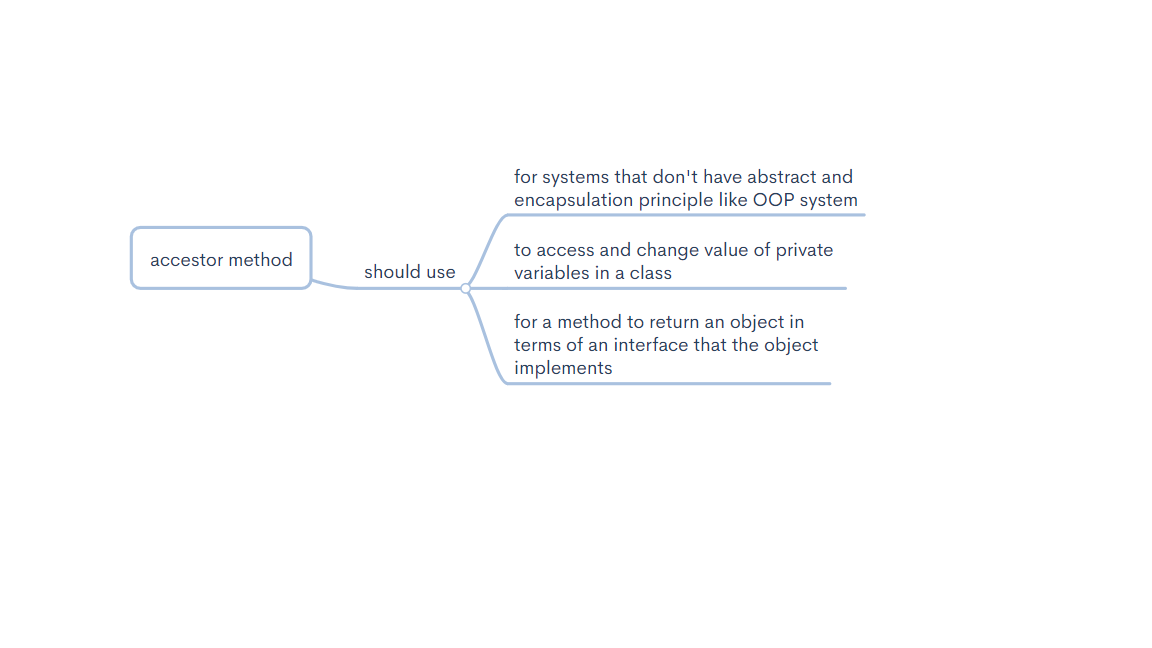 accestor method
should use
for systems that don't have abstract and
encapsulation principle like OOP system
to access and change value of private
variables in a class
for a method to return an object in
terms of an interface that the object
implements